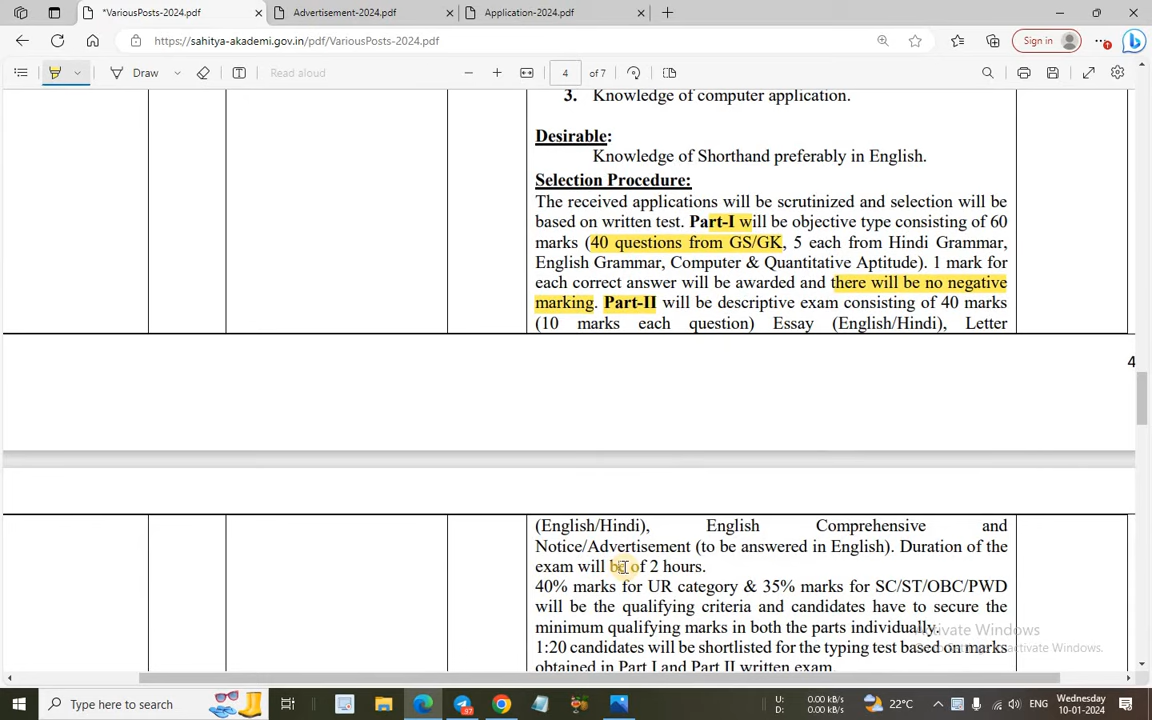 *VariousPosts-2024.pdf
Advertisement-2024.pdf
Application-2024.pdf
https://sahitya-akademi.gov.in/pdf/VariousPosts-2024.pdf
Sign in
Draw
Read aloud
4
of 7
3. Knowledge of computer application.
Desirable:
Knowledge of Shorthand preferably in English.
Selection Procedure:
The received applications will be scrutinized and selection will be
based on written test. Part-I will be objective type consisting of 60
marks (40 questions from GS/GK, 5 each from Hindi Grammar,
English Grammar, Computer & Quantitative Aptitude). 1 mark for
each correct answer will be awarded and there will be no negative
marking. Part-II will be descriptive exam consisting of 40 marks
(10 marks each question) Essay (English/Hindi), Letter
4
(English/Hindi), English Comprehensive and
Notice/Advertisement (to be answered in English). Duration of the
exam will be of 2 hours.
40% marks for UR category & 35% marks for SC/ST/OBC/PWD
will be the qualifying criteria and candidates have to secure the
minimum qualifying marks in both the parts individually.
Activate Windows
1:20 candidates will be shortlisted for the typing test based on marks
obtained in Part I and Part II written exam.
Type here to search
U: 0.00 kB/s
D: 0.00 kB/s
22°C
ENG
Wednesday
10-01-2024